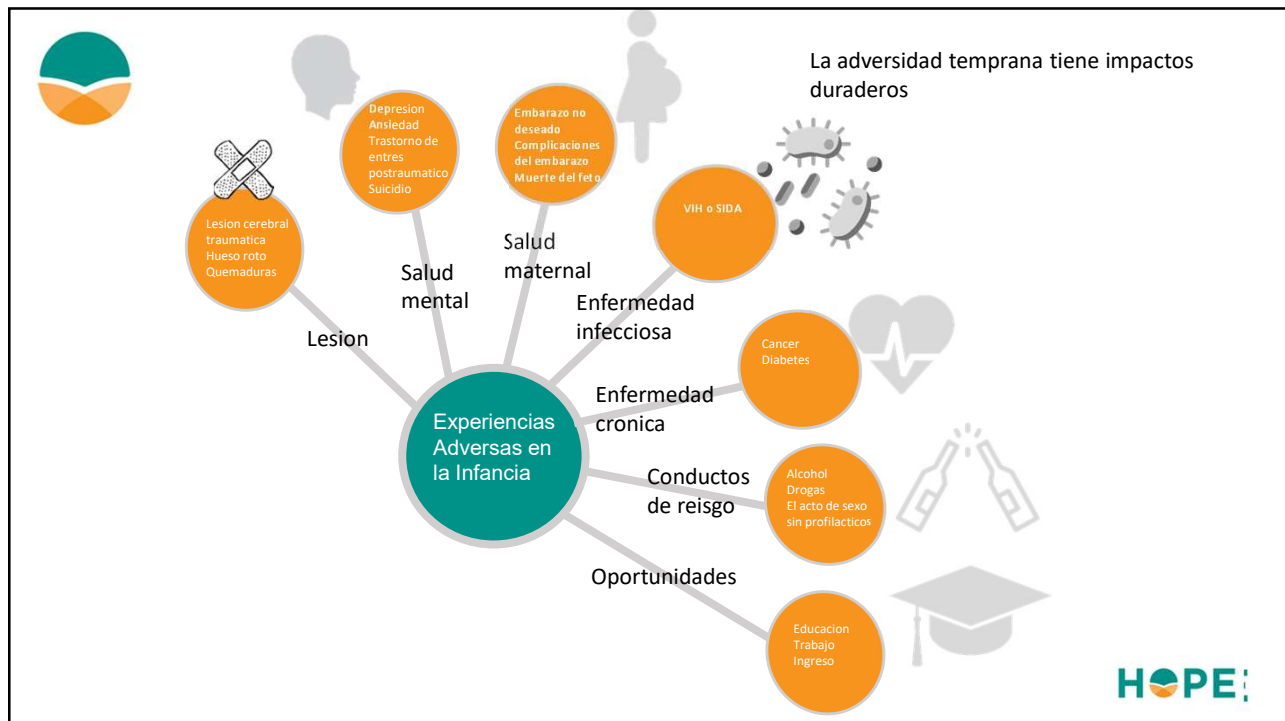 La adversidad temprana tiene impactos
duraderos
Lesion cerebral
traumatica
Hueso roto
Quemaduras
Lesion
Depresion
Ansiedad
Trastorno de
entres
postraumatico
Suicidio
Salud
mental
Embarazo no
deseado
Complicaciones
del embarazo
Muerte del feto
Salud
maternal
VIH o SIDA
Enfermedad
infecciosa
Cancer
Diabetes
Enfermedad
cronica
Alcohol
Drogas
El acto de sexo
sin profilacticos
Conductos
de reisgo
Educacion
Trabajo
Ingreso
Oportunidades
Experiencias
Adversas en
la Infancia
HOPE